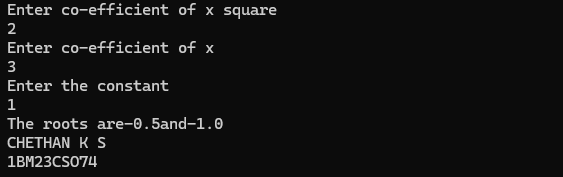 Enter co-efficient of x square
2
Enter co-efficient of x
3
Enter the constant
1
The roots are-0.5and-1.0
CHETHAN K S
1BM23CSO74